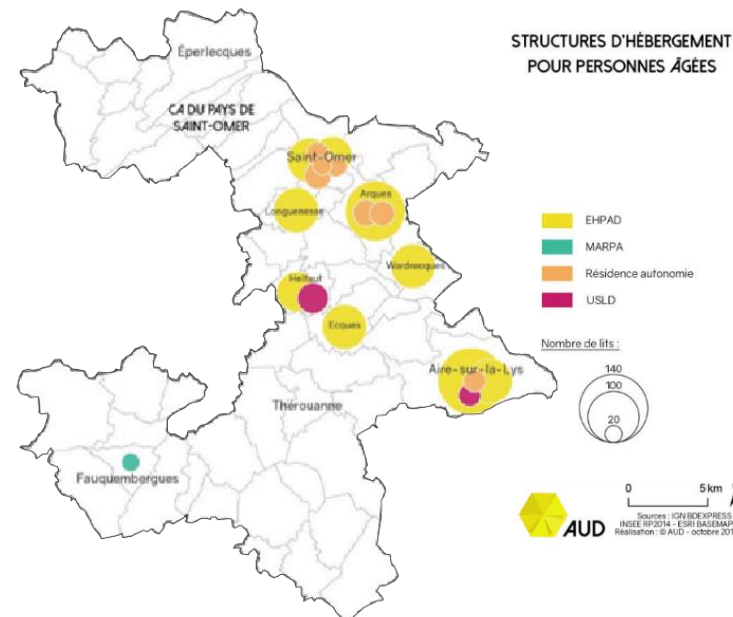 STRUCTURES D'HÉBERGEMENT
POUR PERSONNES ÂGÉES
Éperlecques
CA DU PAYS DE
SAINT-OMER
Saint-Omer
Longuenesse
Arques
Wardrecques
Helfaut
Ecques
Aire-sur-la-Lys
Thérouanne
Fauquembergues
EHPAD
MARPA
Résidence autonomie
USLD
Nombre de lits :
140
100
20
0 5 km
AUD
Sources : IGN BDEXPRESS
INSEE RP2014 - ESRI BASEMAP
Réalisation : © AUD - octobre